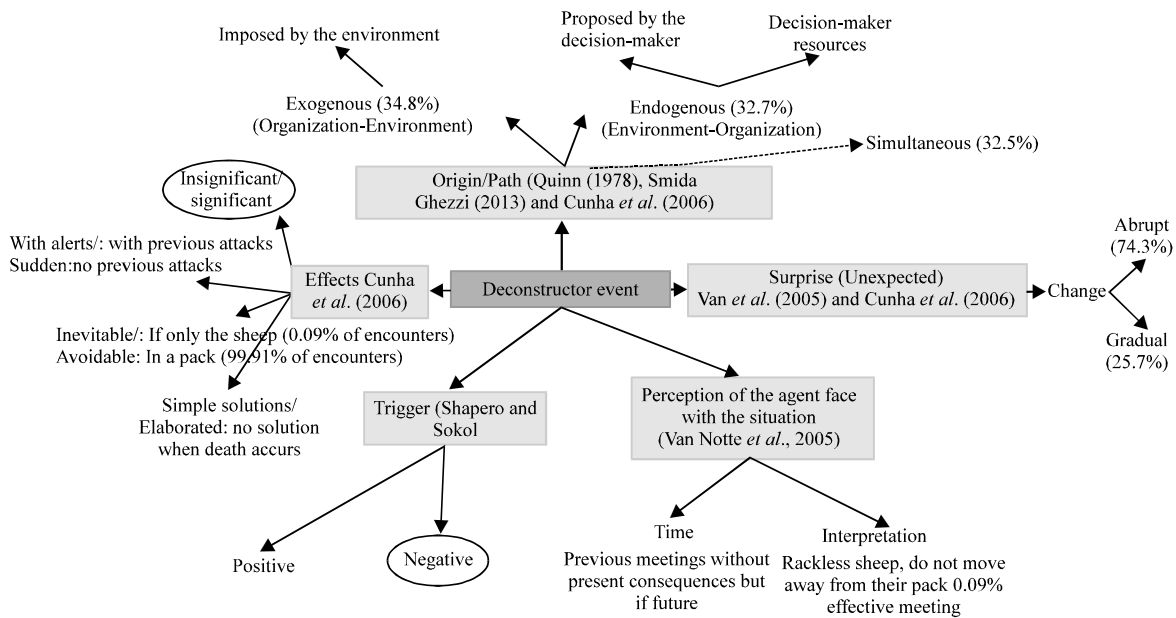 Imposed by the environment
Proposed by the
decision-maker
Decision-maker
resources
Exogenous (34.8%)
(Organization-Environment)
Endogenous (32.7%)
(Environment-Organization)
Simultaneous (32.5%)
Origin/Path (Quinn (1978), Smida
Ghezzi (2013) and Cunha et al. (2006)
Insignificant/
significant
With alerts/: with previous attacks
Sudden:no previous attacks
Effects Cunha
et al. (2006)
Deconstructor event
Surprise (Unexpected)
Van et al. (2005) and Cunha et al. (2006)
Change
Abrupt
(74.3%)
Gradual
(25.7%)
Inevitable/: If only the sheep (0.09% of encounters)
Avoidable: In a pack (99.91% of encounters)
Simple solutions/
Elaborated: no solution
when death accurs
Trigger (Shapero and
Sokol
Perception of the agent face
with the situation
(Van Notte et al., 2005)
Positive
Negative
Time
Previous meetings without
present consequences but
if future
Interpretation
Rackless sheep, do not move
away from their pack 0.09%
effective meeting